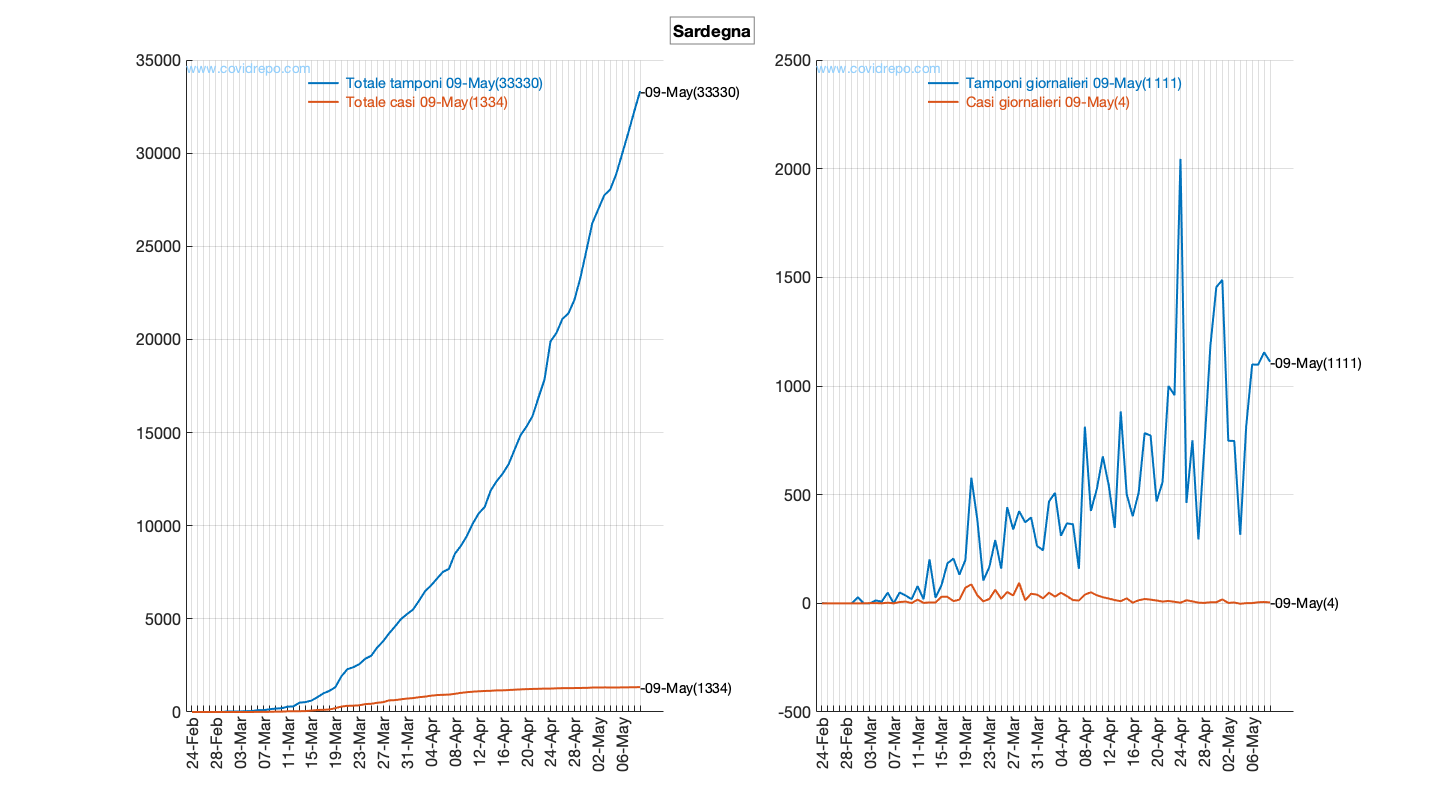 Sardegna
35000
30000
25000
20000
15000
10000
5000
0
www.covidrepo.com
Totale tamponi 09-May(33330)
Totale casi 09-May(1334)
-09-May(33330)
-09-May(1334)
24-Feb
28-Feb
03-Mar
07-Mar
11-Mar
15-Mar
19-Mar
23-Mar
27-Mar
31-Mar
04-Apr
08-Apr
12-Apr
16-Apr
20-Apr
24-Apr
28-Apr
02-May
06-May
2500
2000
1500
1000
500
0
-500
www.covidrepo.com
Tamponi giornalieri 09-May(1111)
Casi giornalieri 09-May(4)
-09-May(1111)
-09-May(4)
24-Feb
28-Feb
03-Mar
07-Mar
11-Mar
15-Mar
19-Mar
23-Mar
27-Mar
31-Mar
04-Apr
08-Apr
12-Apr
16-Apr
20-Apr
24-Apr
28-Apr
02-May
06-May